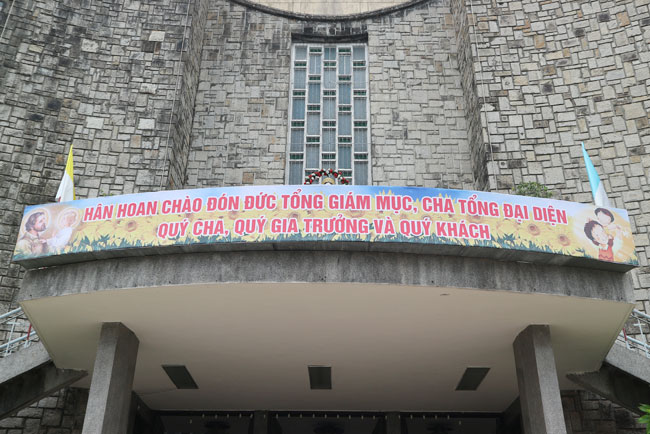 HÂN HOAN CHÀO ĐÓN ĐỨC TỔNG GIÁM MỤC, CHA TỔNG ĐẠI DIỆN
QUÝ CHA, QUÝ GIA TRƯỞNG VÀ QUÝ KHÁCH